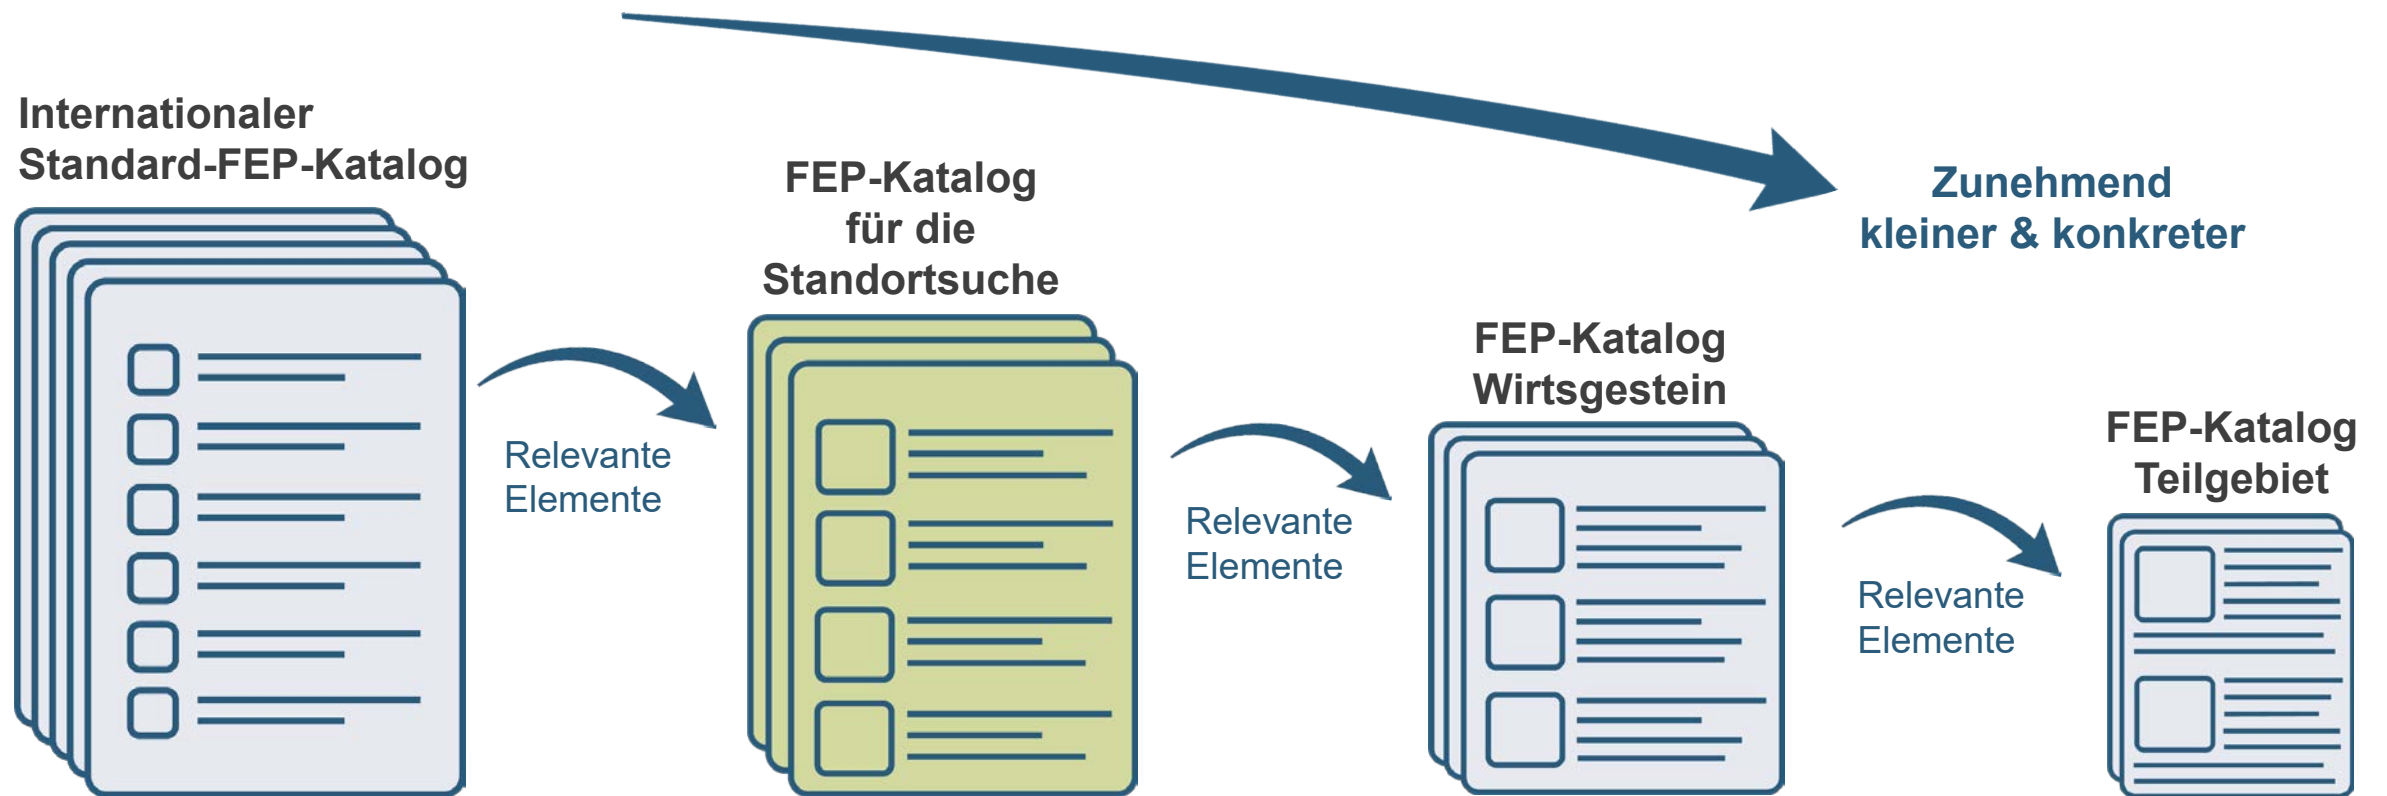 Internationaler
Standard-FEP-Katalog
Relevante
Elemente
FEP-Katalog
für die
Standortsuche
Relevante
Elemente
FEP-Katalog
Wirtsgestein
Relevante
Elemente
FEP-Katalog
Teilgebiet
Zunehmend
kleiner & konkreter